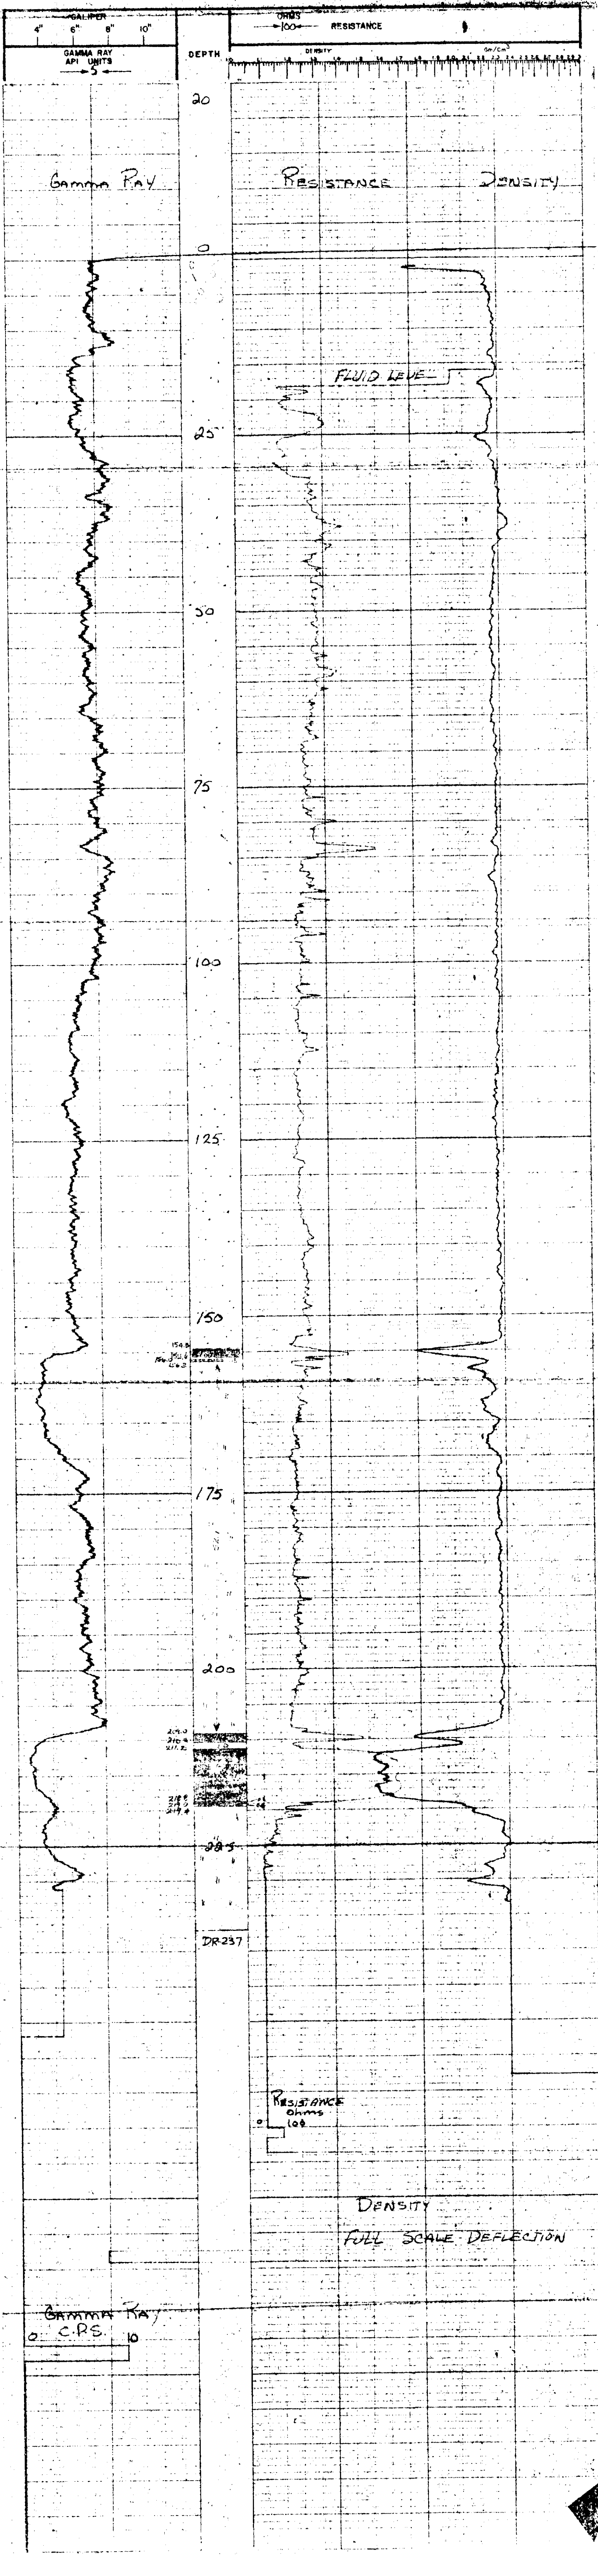 CALIPER
4" 6" 8" 10"
GAMMA RAY
API UNITS
5
DEPTH
OHMS
100 RESISTANCE
DENSITY Gm/Cm³
20
GAMMA RAY RESISTANCE DENSITY
0
FLUID LEVEL
25
50
75
100
125
150
154.5
175
200
225
DR-237
RESISTANCE
Ohms
0 100
DENSITY
FULL SCALE DEFLECTION
GAMMA RAY
C.P.S.
0 10